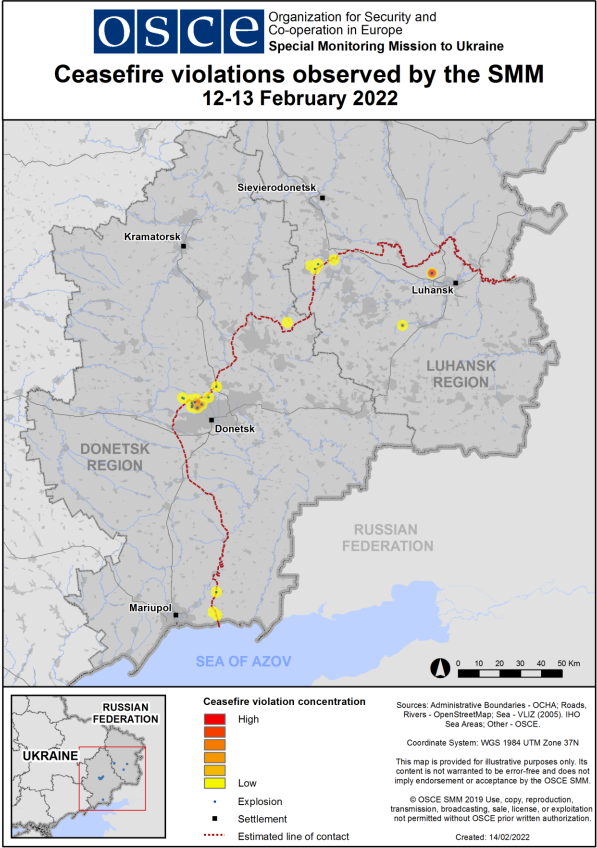 OSCE
Organization for Security and
Co-operation in Europe
Special Monitoring Mission to Ukraine
Ceasefire violations observed by the SMM
12-13 February 2022
Sievierodonetsk
Kramatorsk
Luhansk
LUHANSK
REGION
Donetsk
DONETSK
REGION
RUSSIAN
FEDERATION
Mariupol
SEA OF AZOV
0 10 20 30 40 50 Km
RUSSIAN
FEDERATION
UKRAINE
Ceasefire violation concentration
High
Low
Explosion
Settlement
Estimated line of contact
Sources: Administrative Boundaries - OCHA; Roads,
Rivers - OpenStreetMap; Sea - VLIZ (2005). IHO
Sea Areas; Other - OSCE.
Coordinate System: WGS 1984 UTM Zone 37N
This map is provided for illustrative purposes only. Its
content is not warranted to be error-free and does not
imply endorsement or acceptance by the OSCE SMM.
© OSCE SMM 2019 Use, copy, reproduction,
transmission, broadcasting, sale, license, or exploitation
not permitted without OSCE prior written authorization.
Created: 14/02/2022